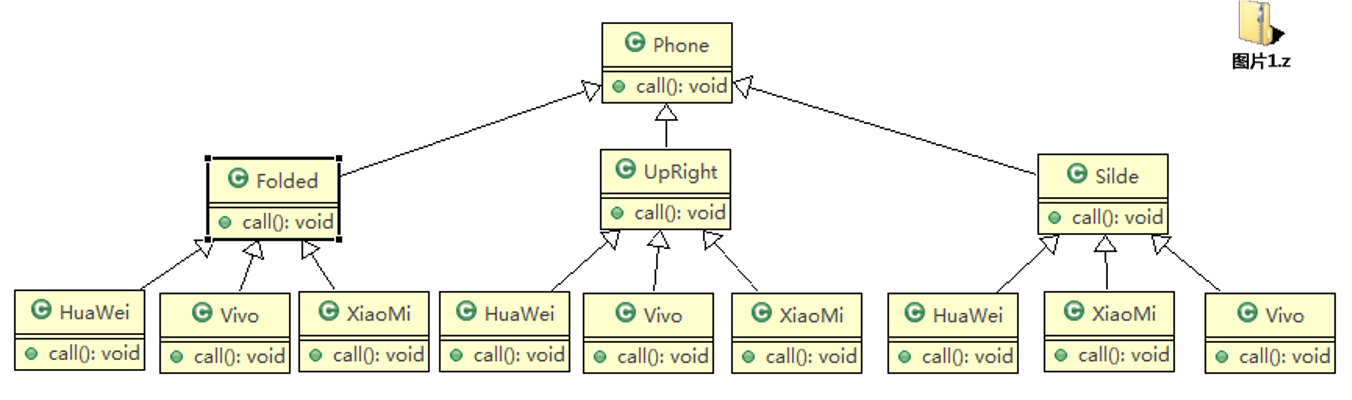 Phone
call(): void
图片1.z
Folded
call(): void
UpRight
call(): void
Silde
call(): void
HuaWei
call(): void
Vivo
call(): void
XiaoMi
call(): void
HuaWei
call(): void
Vivo
call(): void
XiaoMi
call(): void
HuaWei
call(): void
XiaoMi
call(): void
Vivo
call(): void